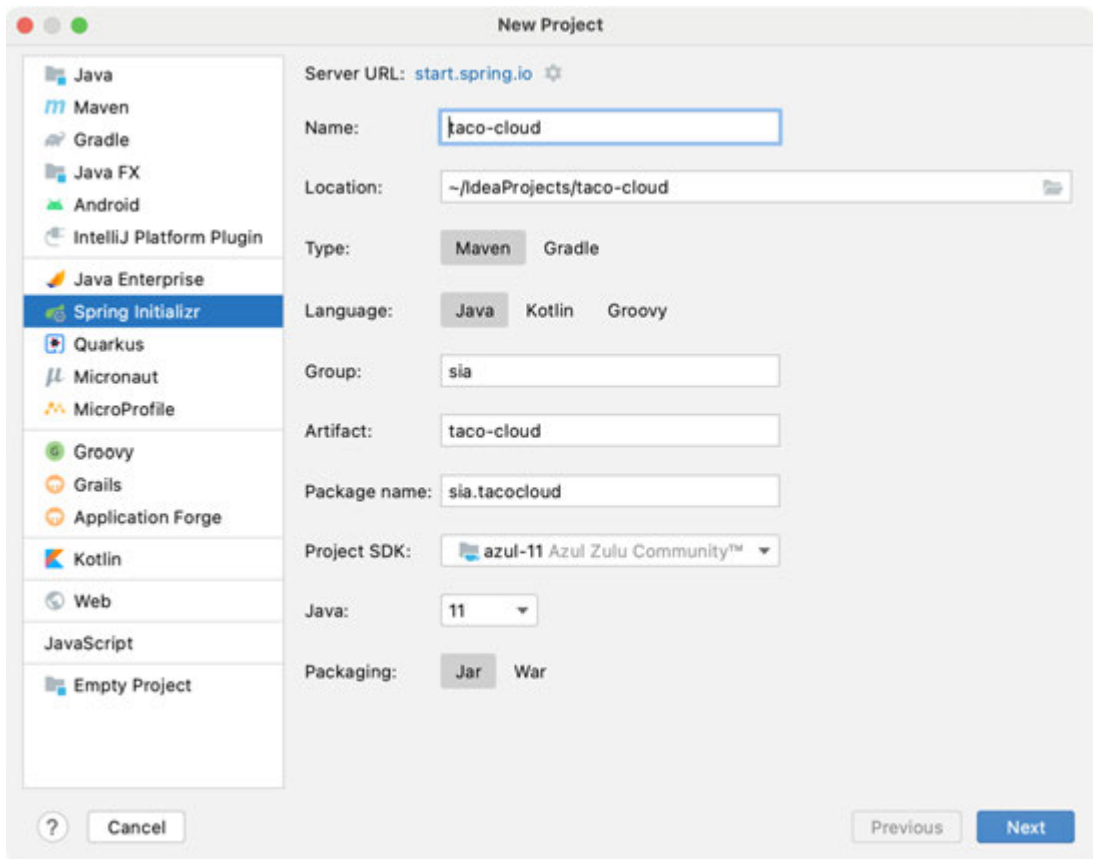 New Project
Java
Maven
Gradle
Java FX
Android
IntelliJ Platform Plugin
Java Enterprise
Spring Initializr
Quarkus
Micronaut
MicroProfile
Groovy
Grails
Application Forge
Kotlin
Web
JavaScript
Empty Project
Server URL: start.spring.io
Name: taco-cloud
Location: ~/IdeaProjects/taco-cloud
Type: Maven Gradle
Language: Java Kotlin Groovy
Group: sia
Artifact: taco-cloud
Package name: sia.tacocloud
Project SDK: azul-11 Azul Zulu Community™
Java: 11
Packaging: Jar War
? Cancel Previous Next